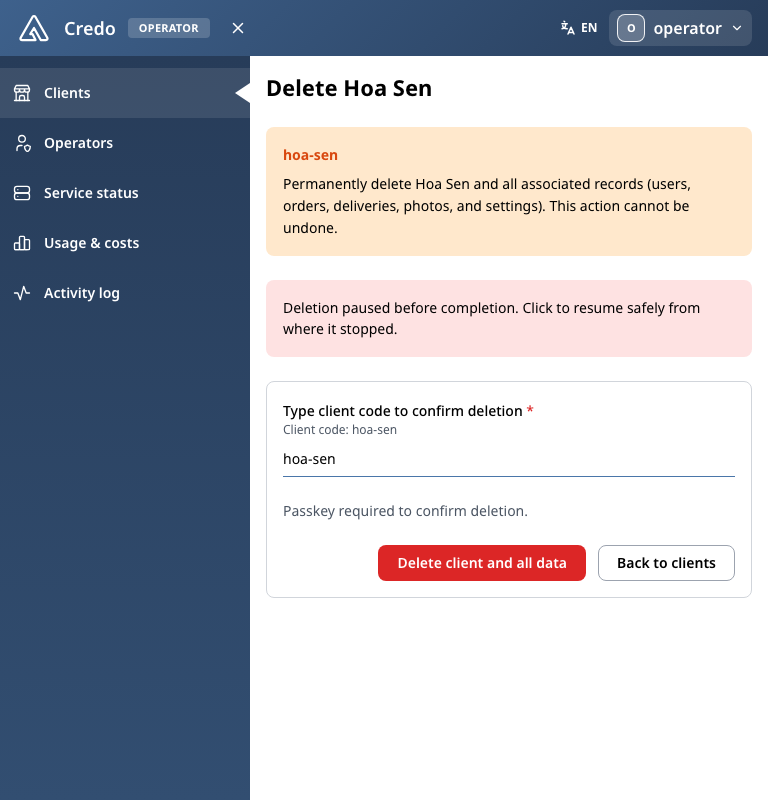 Credo
OPERATOR
EN
O
operator
Clients
Operators
Service status
Usage & costs
Activity log
Delete Hoa Sen
hoa-sen
Permanently delete Hoa Sen and all associated records (users,
orders, deliveries, photos, and settings). This action cannot be
undone.
Deletion paused before completion. Click to resume safely from
where it stopped.
Type client code to confirm deletion *
Client code: hoa-sen
hoa-sen
Passkey required to confirm deletion.
Delete client and all data
Back to clients